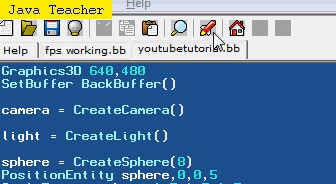 Help
Java Teacher
Help fps working.bb youtubetutorial.bb
Graphics3D 640,480
SetBuffer BackBuffer()
camera = CreateCamera()
light = CreateLight()
sphere = CreateSphere(8)
PositionEntity sphere,0,0,5